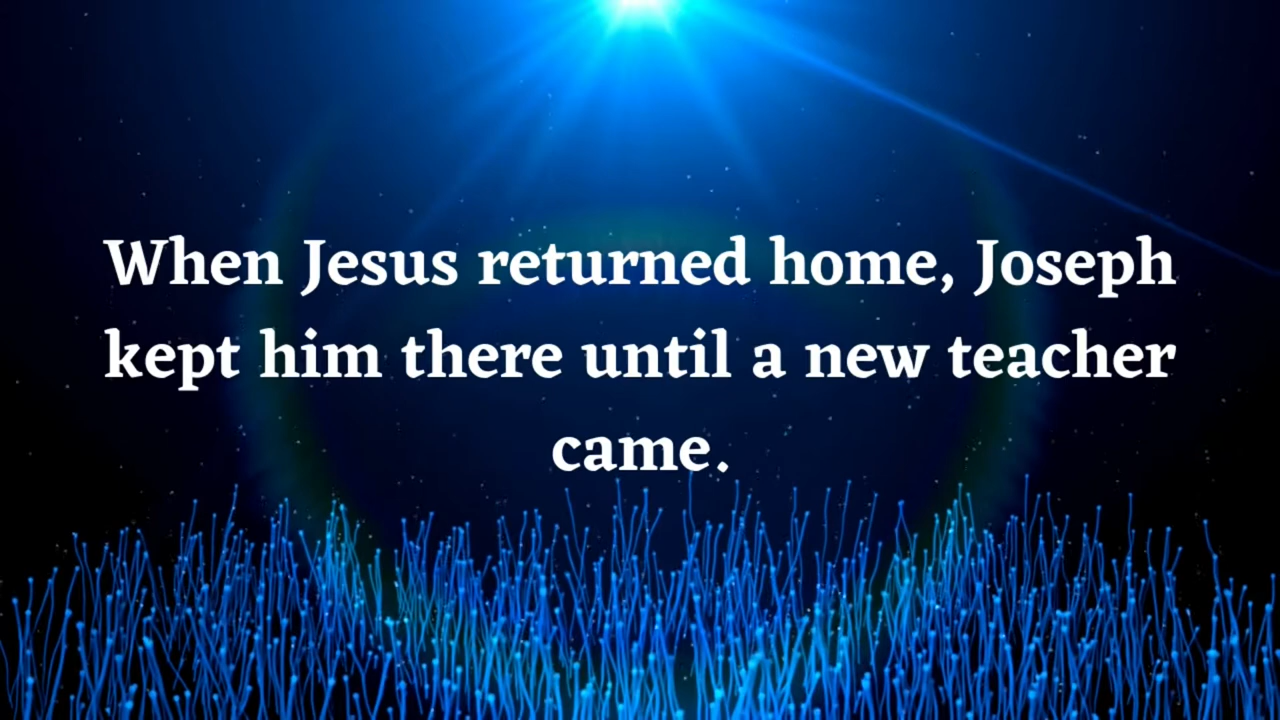 When Jesus returned home, Joseph
kept him there until a new teacher
came.